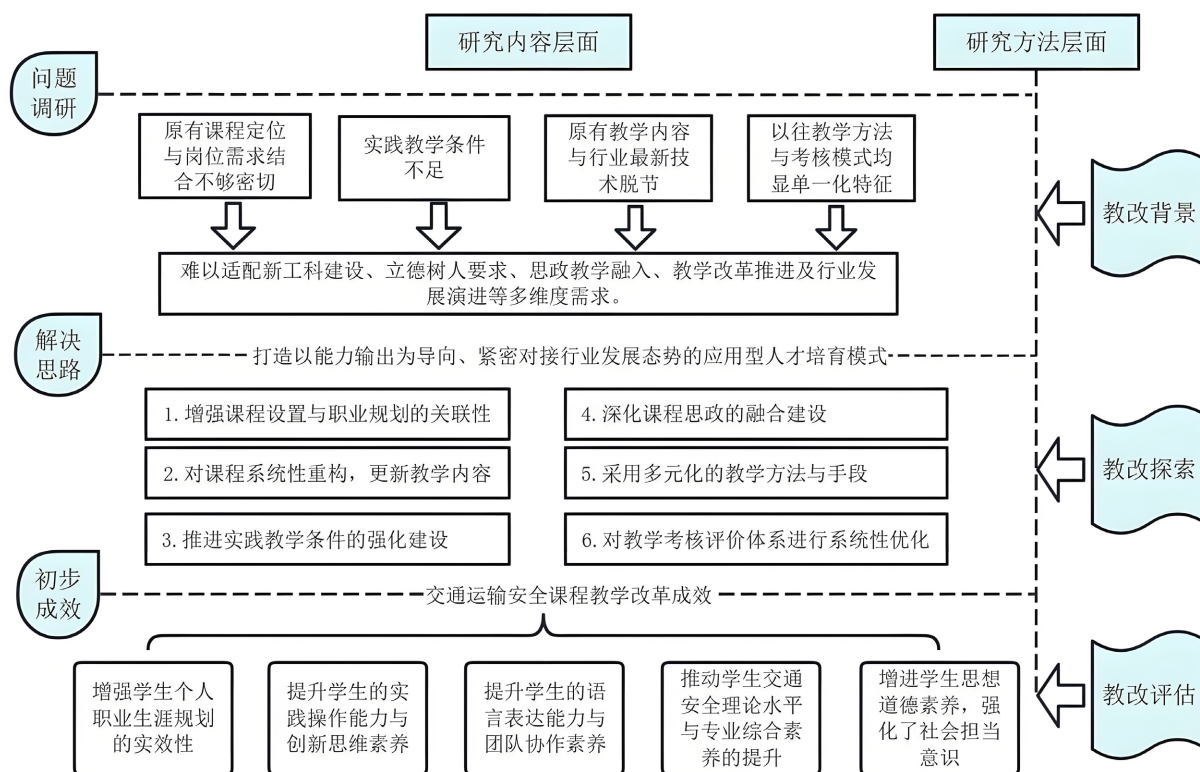 研究内容层面
研究方法层面
问题
调研
原有课程定位
与岗位需求结
合不够密切
实践教学条件
不足
原有教学内容
与行业最新技
术脱节
以往教学方法
与考核模式均
显单一化特征
教改背景
难以适配新工科建设、立德树人要求、思政教学融入、教学改革推进及行业发
展演进等多维度需求。
解决
思路
打造以能力输出为导向、紧密对接行业发展态势的应用型人才培育模式
1.增强课程设置与职业规划的关联性
4.深化课程思政的融合建设
2.对课程系统性重构，更新教学内容
5.采用多元化的教学方法与手段
教改探索
3.推进实践教学条件的强化建设
6.对教学考核评价体系进行系统性优化
初步
成效
交通运输安全课程教学改革成效
增强学生个人
职业生涯规划
的实效性
提升学生的实
践操作能力与
创新思维素养
提升学生的语
言表达能力与
团队协作素养
推动学生交通
安全理论水平
与专业综合素
养的提升
增进学生思想
道德素养，强
化了社会担当
意识
教改评估